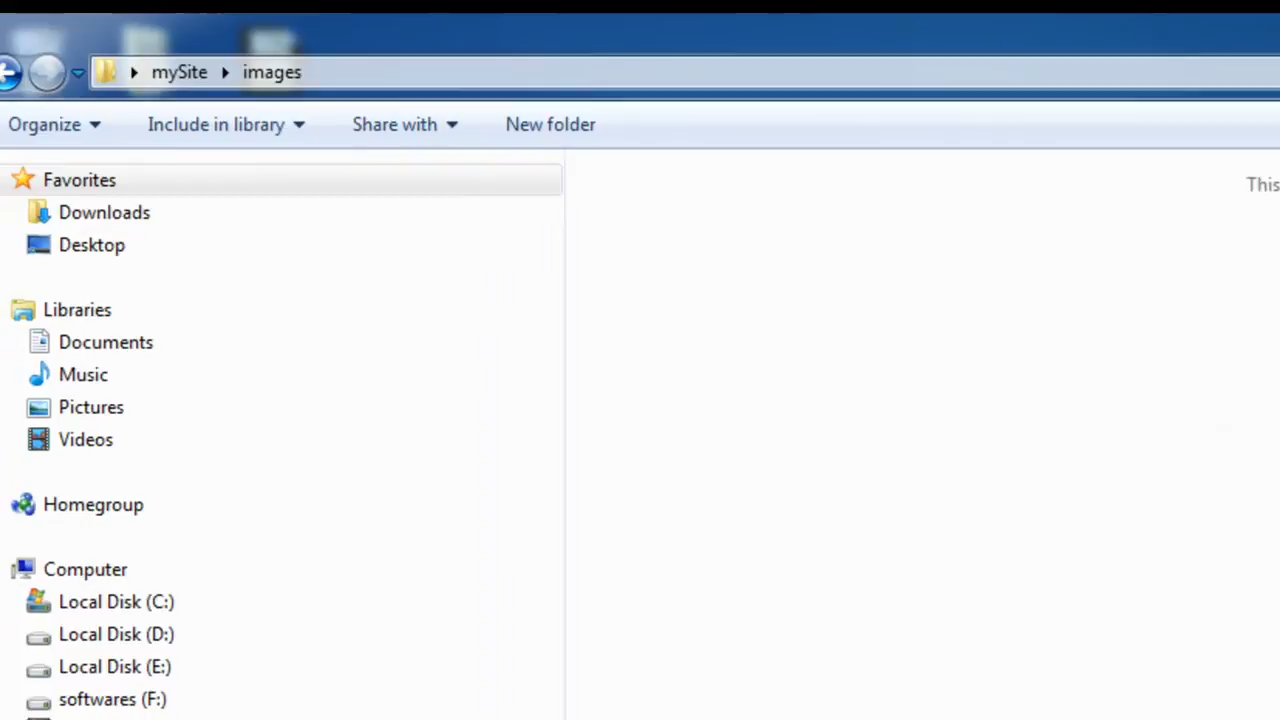 mySite images
Organize Include in library Share with New folder
Favorites
Downloads
Desktop
Libraries
Documents
Music
Pictures
Videos
Homegroup
Computer
Local Disk (C:)
Local Disk (D:)
Local Disk (E:)
softwares (F:)
This